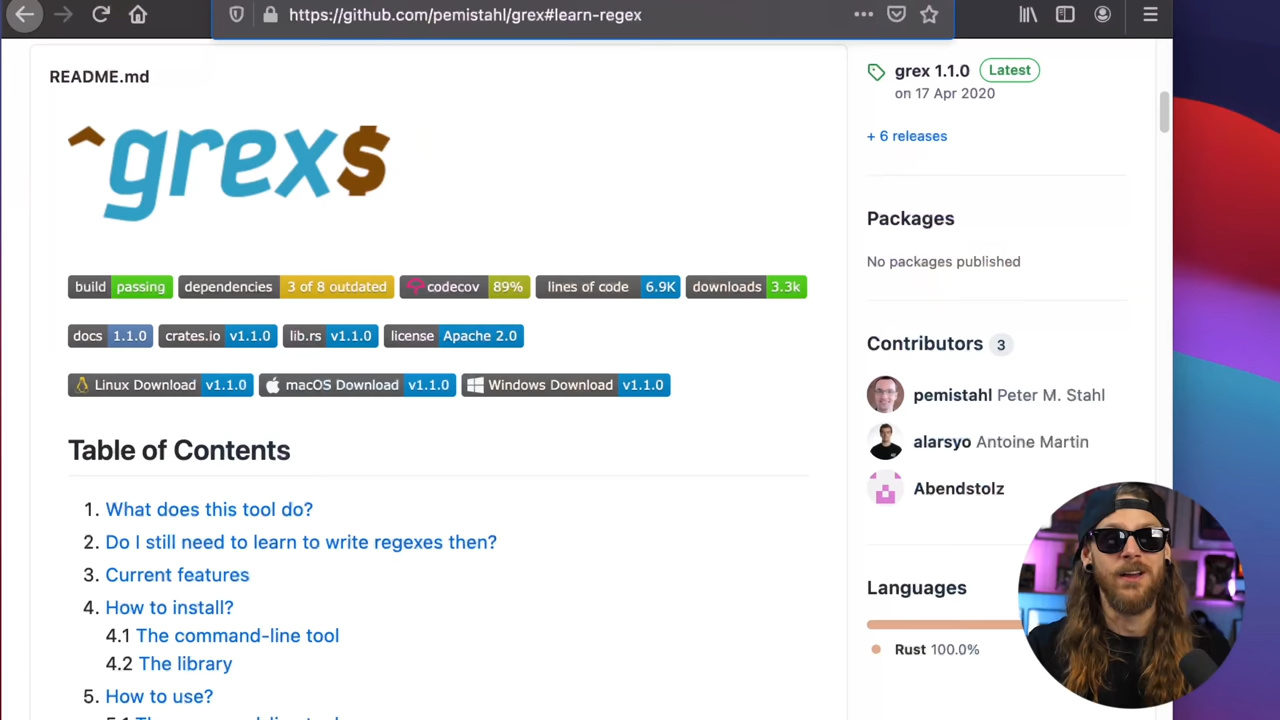 https://github.com/pemistahl/grex#learn-regex
README.md
^grex$
build passing dependencies 3 of 8 outdated codecov 89% lines of code 6.9K downloads 3.3k
docs 1.1.0 crates.io v1.1.0 lib.rs v1.1.0 license Apache 2.0
Linux Download v1.1.0 macOS Download v1.1.0 Windows Download v1.1.0
Table of Contents
1. What does this tool do?
2. Do I still need to learn to write regexes then?
3. Current features
4. How to install?
4.1 The command-line tool
4.2 The library
5. How to use?
grex 1.1.0 Latest
on 17 Apr 2020
+ 6 releases
Packages
No packages published
Contributors 3
pemistahl Peter M. Stahl
alarsyo Antoine Martin
Abendstolz
Languages
Rust 100.0%